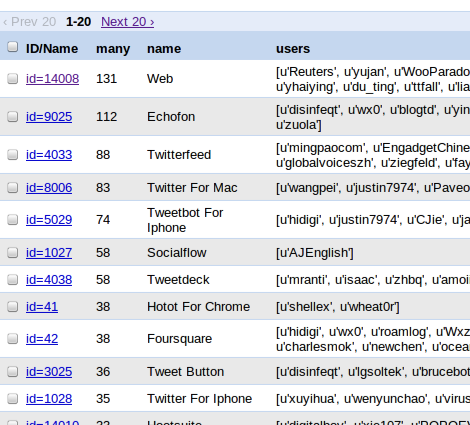 ‹ Prev 20 1-20 Next 20 ›
ID/Name many name users
id=14008 131 Web [u'Reuters', u'yujan', u'WooParado
u'yhaiying', u'du_ting', u'ttfall', u'lia
id=9025 112 Echofon [u'disinfeqt', u'wx0', u'blogtd', u'yin
u'zuola']
id=4033 88 Twitterfeed [u'mingpaocom', u'EngadgetChine
u'globalvoiceszh', u'ziegfeld', u'fay
id=8006 83 Twitter For Mac [u'wangpei', u'justin7974', u'Paveo
id=5029 74 Tweetbot For
Iphone [u'hidigi', u'justin7974', u'CJie', u'ja
id=1027 58 Socialflow [u'AJEnglish']
id=4038 58 Tweetdeck [u'mranti', u'isaac', u'zhbq', u'amoi
id=41 38 Hotot For Chrome [u'shellex', u'wheat0r']
id=42 38 Foursquare [u'hidigi', u'wx0', u'roamlog', u'Wxz
u'charlesmok', u'newchen', u'ocea
id=3025 36 Tweet Button [u'disinfeqt', u'lgsoltek', u'brucebot
id=1028 35 Twitter For Iphone [u'xuyihua', u'wenyunchao', u'virus